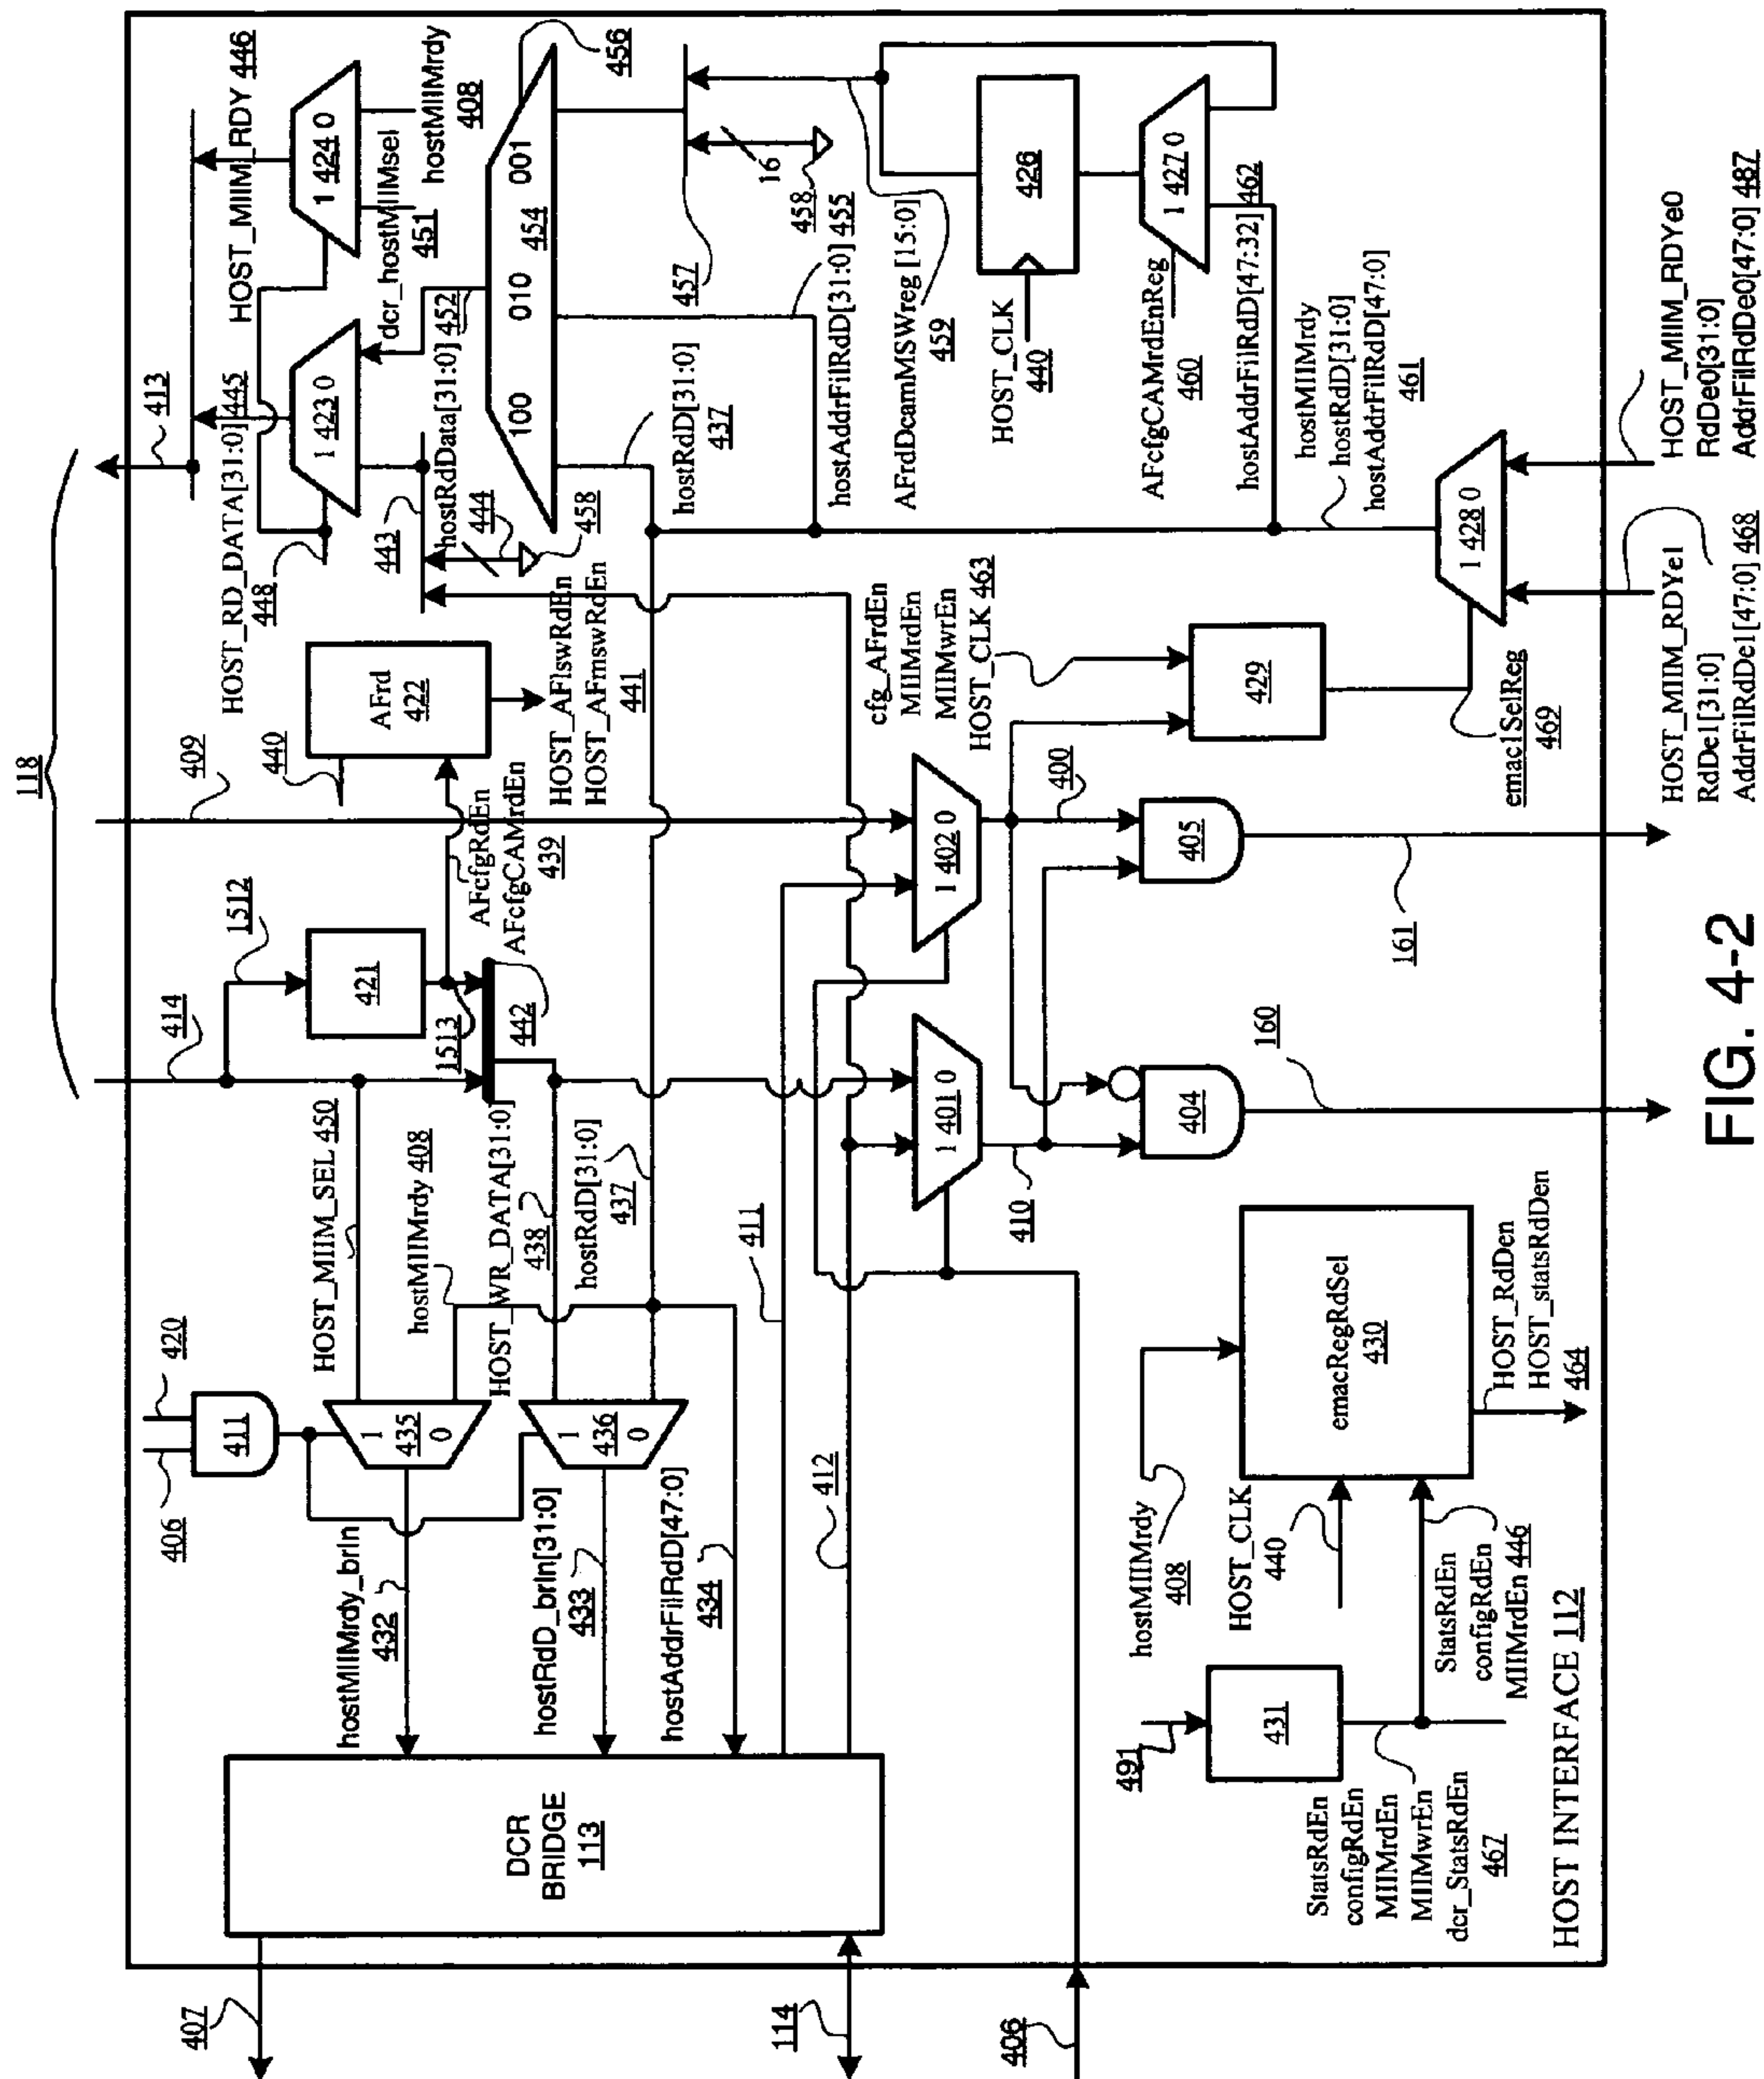 118
414
1512
409
413
420
406
411
HOST_MIIM_SEL 450
421
1513
442
AFcfgRdEn
AFcfgCAMrdEn
439
440
AFrd
422
HOST_AFlswRdEn
HOST_AFmswRdEn
441
HOST_RD_DATA[31:0] 445
448
443
1 423 0
HOST_MIIM_RDY 446
1 424 0
451
dcr_hostMIIMsel
hostMIIMrdy
408
hostRdData[31:0] 452
444
458
100 010 001
454
456
hostMIIMrdy_brIn
432
1
435
0
hostMIIMrdy 408
HOST_WR_DATA[31:0]
438
hostRdD_brIn[31:0]
433
1
436
0
hostRdD[31:0]
437
hostAddrFilRdD[47:0]
434
hostRdD[31:0]
437
hostAddrFilRdD[31:0] 455
457
16
458
AFrdDcamMSWreg [15:0]
459
407
DCR
BRIDGE
113
114
406
411
412
1 401 0
1 402 0
410
400
404
405
160
161
cfg_AFrdEn
MIIMrdEn
MIIMwrEn
HOST_CLK 463
429
emac1SelReg
469
HOST_CLK
440
426
AFcfgCAMrdEnReg
460
1 427 0
hostAddrFilRdD[47:32] 462
hostMIIMrdy
hostRdD[31:0]
hostAddrFilRdD[47:0]
461
1 428 0
491
431
StatsRdEn
configRdEn
MIIMrdEn
MIIMwrEn
dcr_StatsRdEn
467
hostMIIMrdy
408
HOST_CLK
440
StatsRdEn
configRdEn
MIIMrdEn 446
emacRegRdSel
430
HOST_RdDen
HOST_statsRdDen
464
HOST INTERFACE 112
HOST_MIIM_RDYe1
RdDe1[31:0]
AddrFilRdDe1[47:0] 468
HOST_MIIM_RDYe0
RdDe0[31:0]
AddrFilRdDe0[47:0] 487
FIG. 4-2